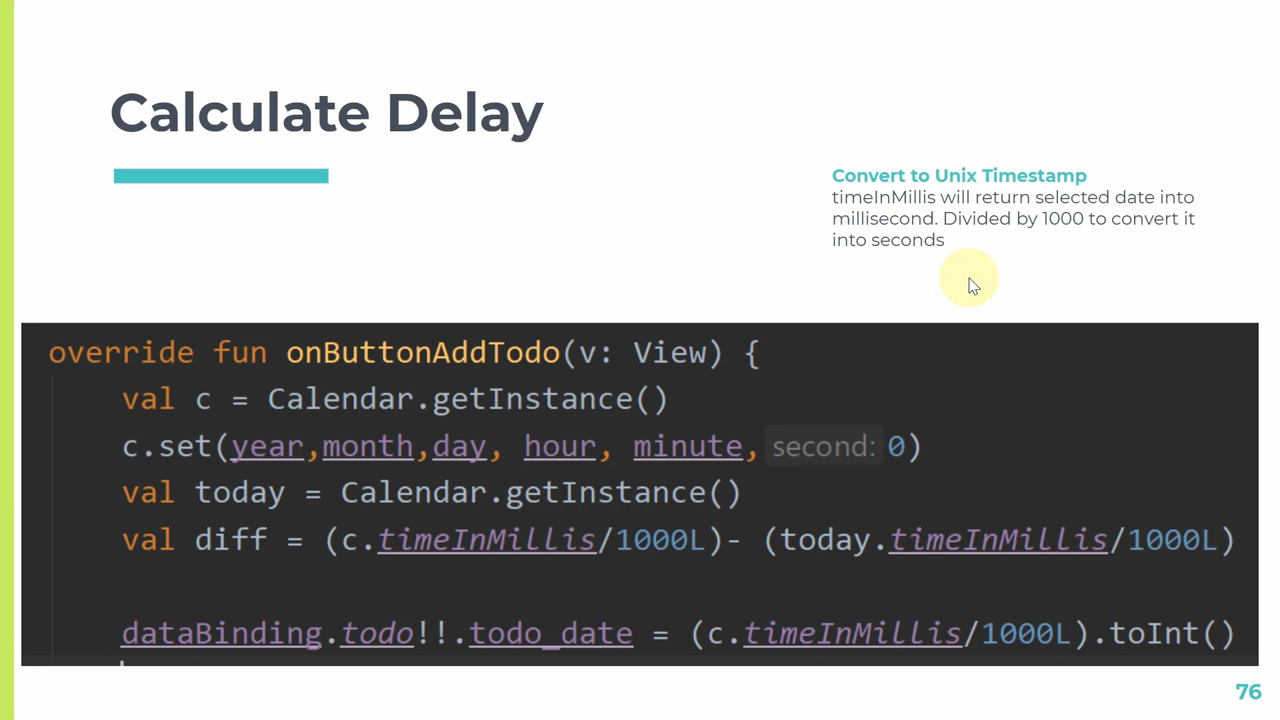 Calculate Delay
Convert to Unix Timestamp
timeInMillis will return selected date into
millisecond. Divided by 1000 to convert it
into seconds
override fun onButtonAddTodo(v: View) {
val c = Calendar.getInstance()
c.set(year,month,day, hour, minute, second: 0)
val today = Calendar.getInstance()
val diff = (c.timeInMillis/1000L)- (today.timeInMillis/1000L)
dataBinding.todo!!.todo_date = (c.timeInMillis/1000L).toInt()
76